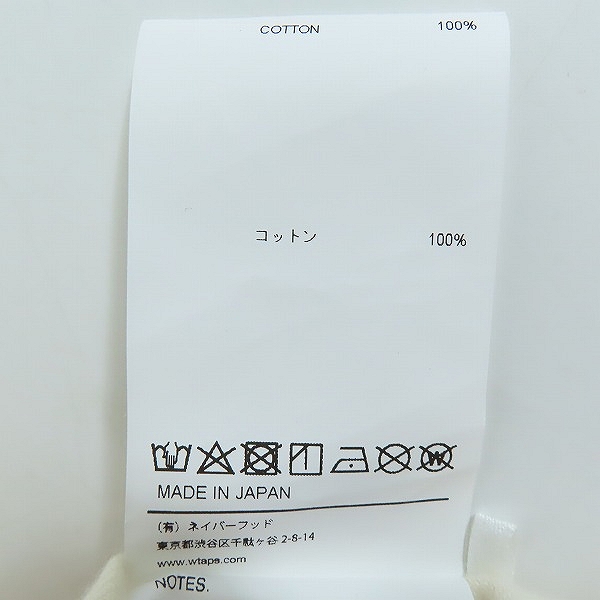 COTTON 100%
コットン 100%
W
MADE IN JAPAN
(有) ネイバーフッド
東京都渋谷区千駄ヶ谷 2-8-14
www.wtaps.com
NOTES.